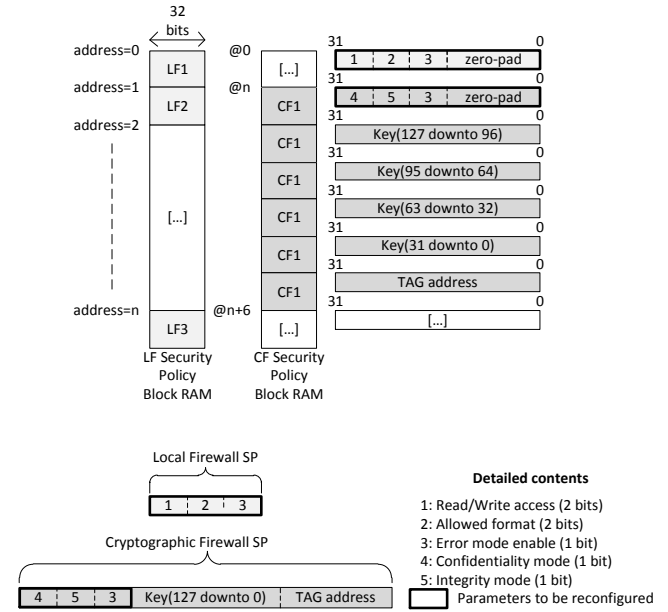 32
bits
address=0
address=1
address=2
address=n
LF1
LF2
[...]
LF3
LF Security
Policy
Block RAM
@0
@n
@n+6
[...]
CF1
CF1
CF1
CF1
CF1
CF1
[...]
CF Security
Policy
Block RAM
31 0
1 2 3 zero-pad
31 0
4 5 3 zero-pad
31 0
Key(127 downto 96)
31 0
Key(95 downto 64)
31 0
Key(63 downto 32)
31 0
Key(31 downto 0)
31 0
TAG address
31 0
[...]
Local Firewall SP
1 2 3
Cryptographic Firewall SP
4 5 3 Key(127 downto 0) TAG address
Detailed contents
1: Read/Write access (2 bits)
2: Allowed format (2 bits)
3: Error mode enable (1 bit)
4: Confidentiality mode (1 bit)
5: Integrity mode (1 bit)
Parameters to be reconfigured